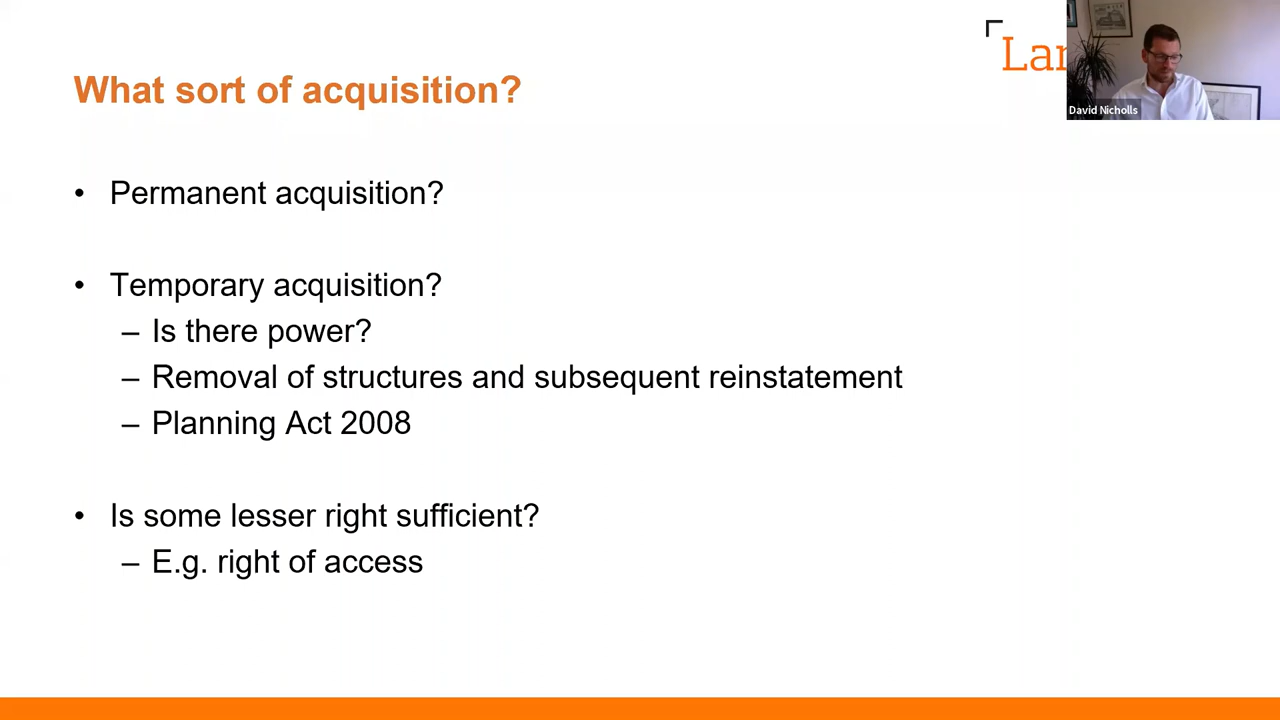 What sort of acquisition?
David Nicholls
• Permanent acquisition?
• Temporary acquisition?
– Is there power?
– Removal of structures and subsequent reinstatement
– Planning Act 2008
• Is some lesser right sufficient?
– E.g. right of access